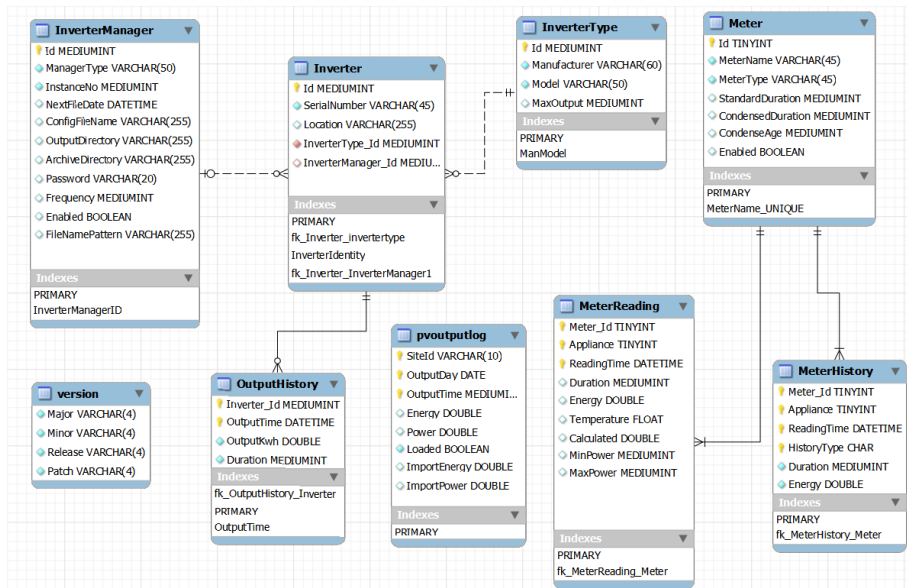 InverterManager
Id MEDIUMINT
ManagerType VARCHAR(50)
InstanceNo MEDIUMINT
NextFileDate DATETIME
ConfigFileName VARCHAR(255)
OutputDirectory VARCHAR(255)
ArchiveDirectory VARCHAR(255)
Password VARCHAR(20)
Frequency MEDIUMINT
Enabled BOOLEAN
FileNamePattern VARCHAR(255)
Indexes
PRIMARY
InverterManagerID
Inverter
Id MEDIUMINT
SerialNumber VARCHAR(45)
Location VARCHAR(255)
InverterType_Id MEDIUMINT
InverterManager_Id MEDIU...
Indexes
PRIMARY
fk_Inverter_invertertype
InverterIdentity
fk_Inverter_InverterManager1
InverterType
Id MEDIUMINT
Manufacturer VARCHAR(60)
Model VARCHAR(50)
MaxOutput MEDIUMINT
Indexes
PRIMARY
ManModel
Meter
Id TINYINT
MeterName VARCHAR(45)
MeterType VARCHAR(45)
StandardDuration MEDIUMINT
CondensedDuration MEDIUMINT
CondenseAge MEDIUMINT
Enabled BOOLEAN
Indexes
PRIMARY
MeterName_UNIQUE
version
Major VARCHAR(4)
Minor VARCHAR(4)
Release VARCHAR(4)
Patch VARCHAR(4)
OutputHistory
Inverter_Id MEDIUMINT
OutputTime DATETIME
OutputKwh DOUBLE
Duration MEDIUMINT
Indexes
fk_OutputHistory_Inverter
PRIMARY
OutputTime
pvoutputlog
SiteId VARCHAR(10)
OutputDay DATE
OutputTime MEDIUMI...
Energy DOUBLE
Power DOUBLE
Loaded BOOLEAN
ImportEnergy DOUBLE
ImportPower DOUBLE
Indexes
PRIMARY
MeterReading
Meter_Id TINYINT
Appliance TINYINT
ReadingTime DATETIME
Duration MEDIUMINT
Energy DOUBLE
Temperature FLOAT
Calculated DOUBLE
MinPower MEDIUMINT
MaxPower MEDIUMINT
Indexes
PRIMARY
fk_MeterReading_Meter
MeterHistory
Meter_Id TINYINT
Appliance TINYINT
ReadingTime DATETIME
HistoryType CHAR
Duration MEDIUMINT
Energy DOUBLE
Indexes
PRIMARY
fk_MeterHistory_Meter